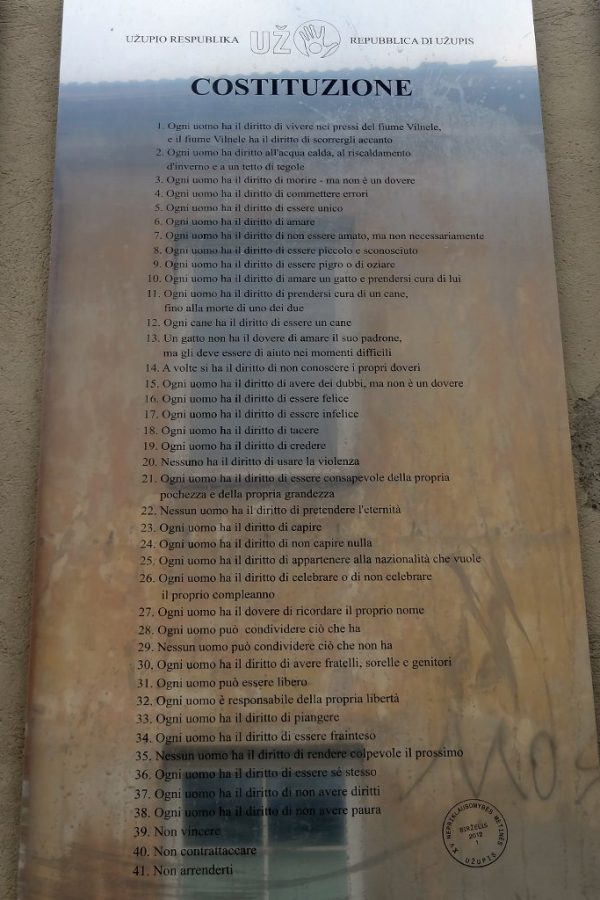 UŽUPIO RESPUBLIKA UŽ REPUBBLICA DI UŽUPIS
COSTITUZIONE
1. Ogni uomo ha il diritto di vivere nei pressi del fiume Vilnele,
e il fiume Vilnele ha il diritto di scorrergli accanto
2. Ogni uomo ha diritto all'acqua calda, al riscaldamento
d'inverno e a un tetto di tegole
3. Ogni uomo ha il diritto di morire - ma non è un dovere
4. Ogni uomo ha il diritto di commettere errori
5. Ogni uomo ha il diritto di essere unico
6. Ogni uomo ha il diritto di amare
7. Ogni uomo ha il diritto di non essere amato, ma non necessariamente
8. Ogni uomo ha il diritto di essere piccolo e sconosciuto
9. Ogni uomo ha il diritto di essere pigro o di oziare
10. Ogni uomo ha il diritto di amare un gatto e prendersi cura di lui
11. Ogni uomo ha il diritto di prendersi cura di un cane,
fino alla morte di uno dei due
12. Ogni cane ha il diritto di essere un cane
13. Un gatto non ha il dovere di amare il suo padrone,
ma gli deve essere di aiuto nei momenti difficili
14. A volte si ha il diritto di non conoscere i propri doveri
15. Ogni uomo ha il diritto di avere dei dubbi, ma non è un dovere
16. Ogni uomo ha il diritto di essere felice
17. Ogni uomo ha il diritto di essere infelice
18. Ogni uomo ha il diritto di tacere
19. Ogni uomo ha il diritto di credere
20. Nessuno ha il diritto di usare la violenza
21. Ogni uomo ha il diritto di essere consapevole della propria
pochezza e della propria grandezza
22. Nessun uomo ha il diritto di pretendere l'eternità
23. Ogni uomo ha il diritto di capire
24. Ogni uomo ha il diritto di non capire nulla
25. Ogni uomo ha il diritto di appartenere alla nazionalità che vuole
26. Ogni uomo ha il diritto di celebrare o di non celebrare
il proprio compleanno
27. Ogni uomo ha il dovere di ricordare il proprio nome
28. Ogni uomo può condividere ciò che ha
29. Nessun uomo può condividere ciò che non ha
30. Ogni uomo ha il diritto di avere fratelli, sorelle e genitori
31. Ogni uomo può essere libero
32. Ogni uomo è responsabile della propria libertà
33. Ogni uomo ha il diritto di piangere
34. Ogni uomo ha il diritto di essere frainteso
35. Nessun uomo ha il diritto di rendere colpevole il prossimo
36. Ogni uomo ha il diritto di essere sé stesso
37. Ogni uomo ha il diritto di non avere diritti
38. Ogni uomo ha il diritto di non avere paura
39. Non vincere
40. Non contrattaccare
41. Non arrenderti
XV NEPRIKLAUSOMYBĖS METINĖS
BIRŽELIS
2012
1
UŽUPIS